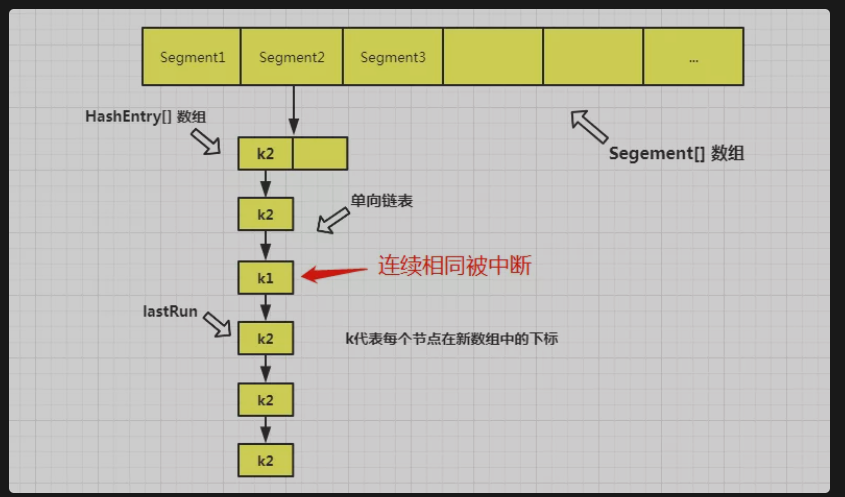 Segment1 Segment2 Segment3 ...
HashEntry[] 数组
Segement[] 数组
k2
单向链表
k2
连续相同被中断
k1
lastRun
k2
k代表每个节点在新数组中的下标
k2
k2